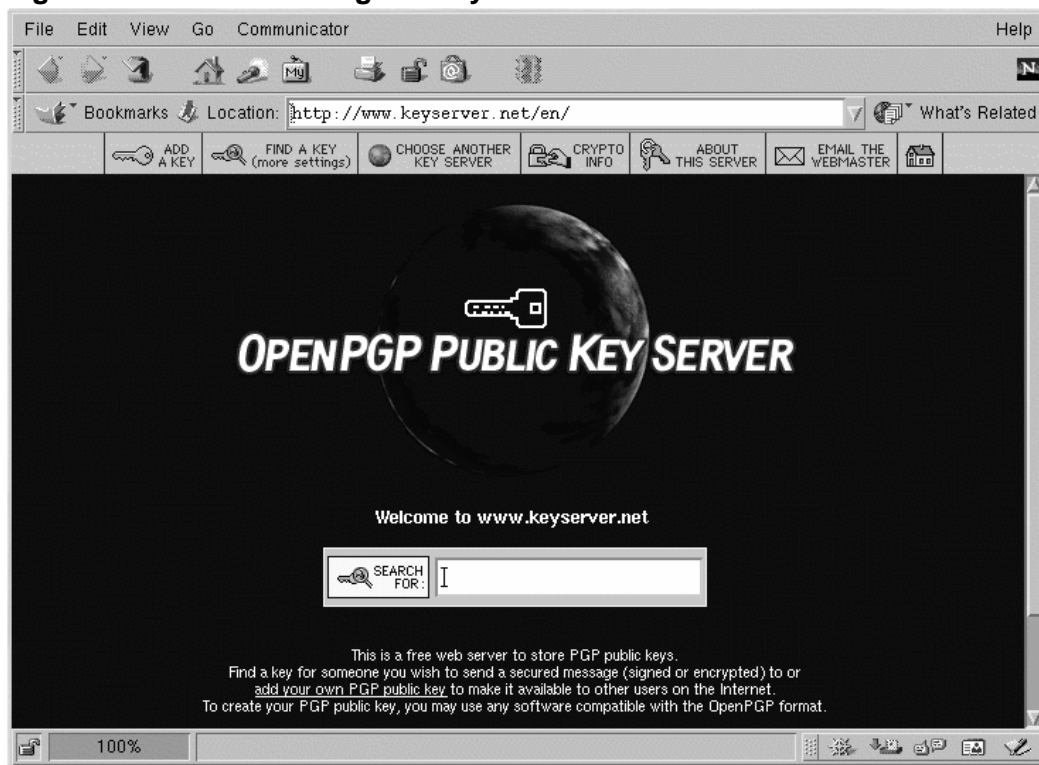 File Edit View Go Communicator Help
My
N
Bookmarks Location: http://www.keyserver.net/en/ What's Related
ADD A KEY
FIND A KEY (more settings)
CHOOSE ANOTHER KEY SERVER
CRYPTO INFO
ABOUT THIS SERVER
EMAIL THE WEBMASTER
OPENPGP PUBLIC KEY SERVER
Welcome to www.keyserver.net
SEARCH FOR:
This is a free web server to store PGP public keys.
Find a key for someone you wish to send a secured message (signed or encrypted) to or
add your own PGP public key to make it available to other users on the Internet.
To create your PGP public key, you may use any software compatible with the OpenPGP format.
100%